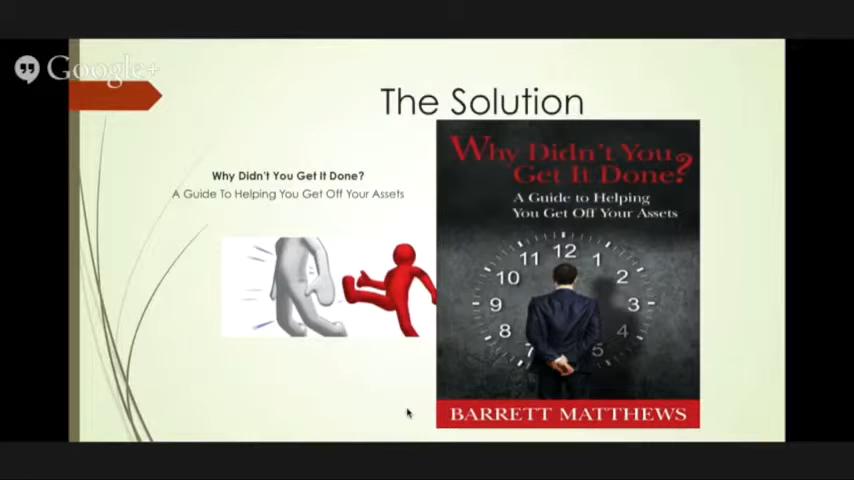 Google+
The Solution
Why Didn't You Get It Done?
A Guide To Helping You Get Off Your Assets
Why Didn't You
Get It Done?
A Guide to Helping
You Get Off Your Assets
12
11 1
10 2
9 3
8 4
7 5
BARRETT MATTHEWS